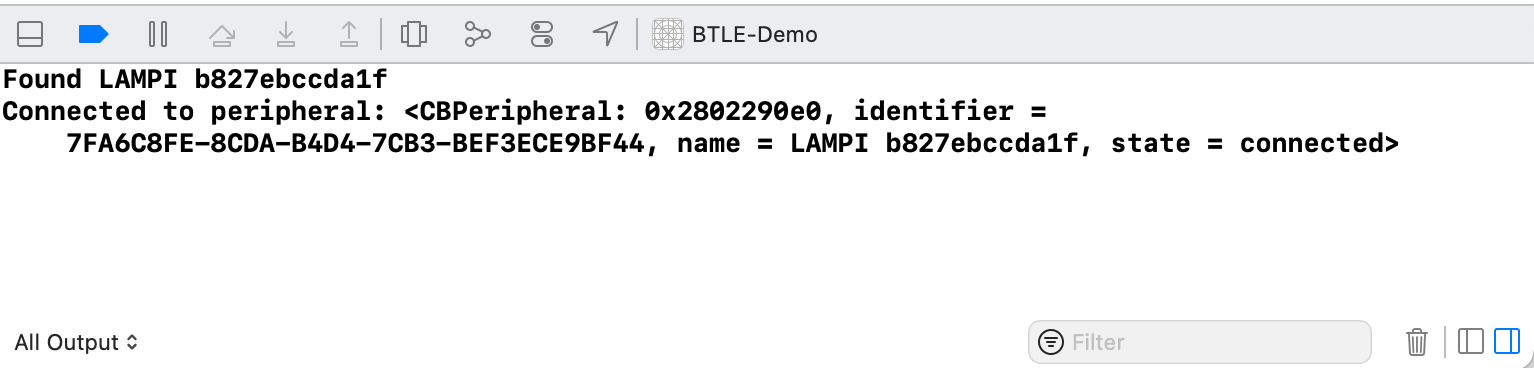 BTLE-Demo
Found LAMPI b827ebccda1f
Connected to peripheral: <CBPeripheral: 0x2802290e0, identifier =
7FA6C8FE-8CDA-B4D4-7CB3-BEF3ECE9BF44, name = LAMPI b827ebccda1f, state = connected>
All Output
Filter